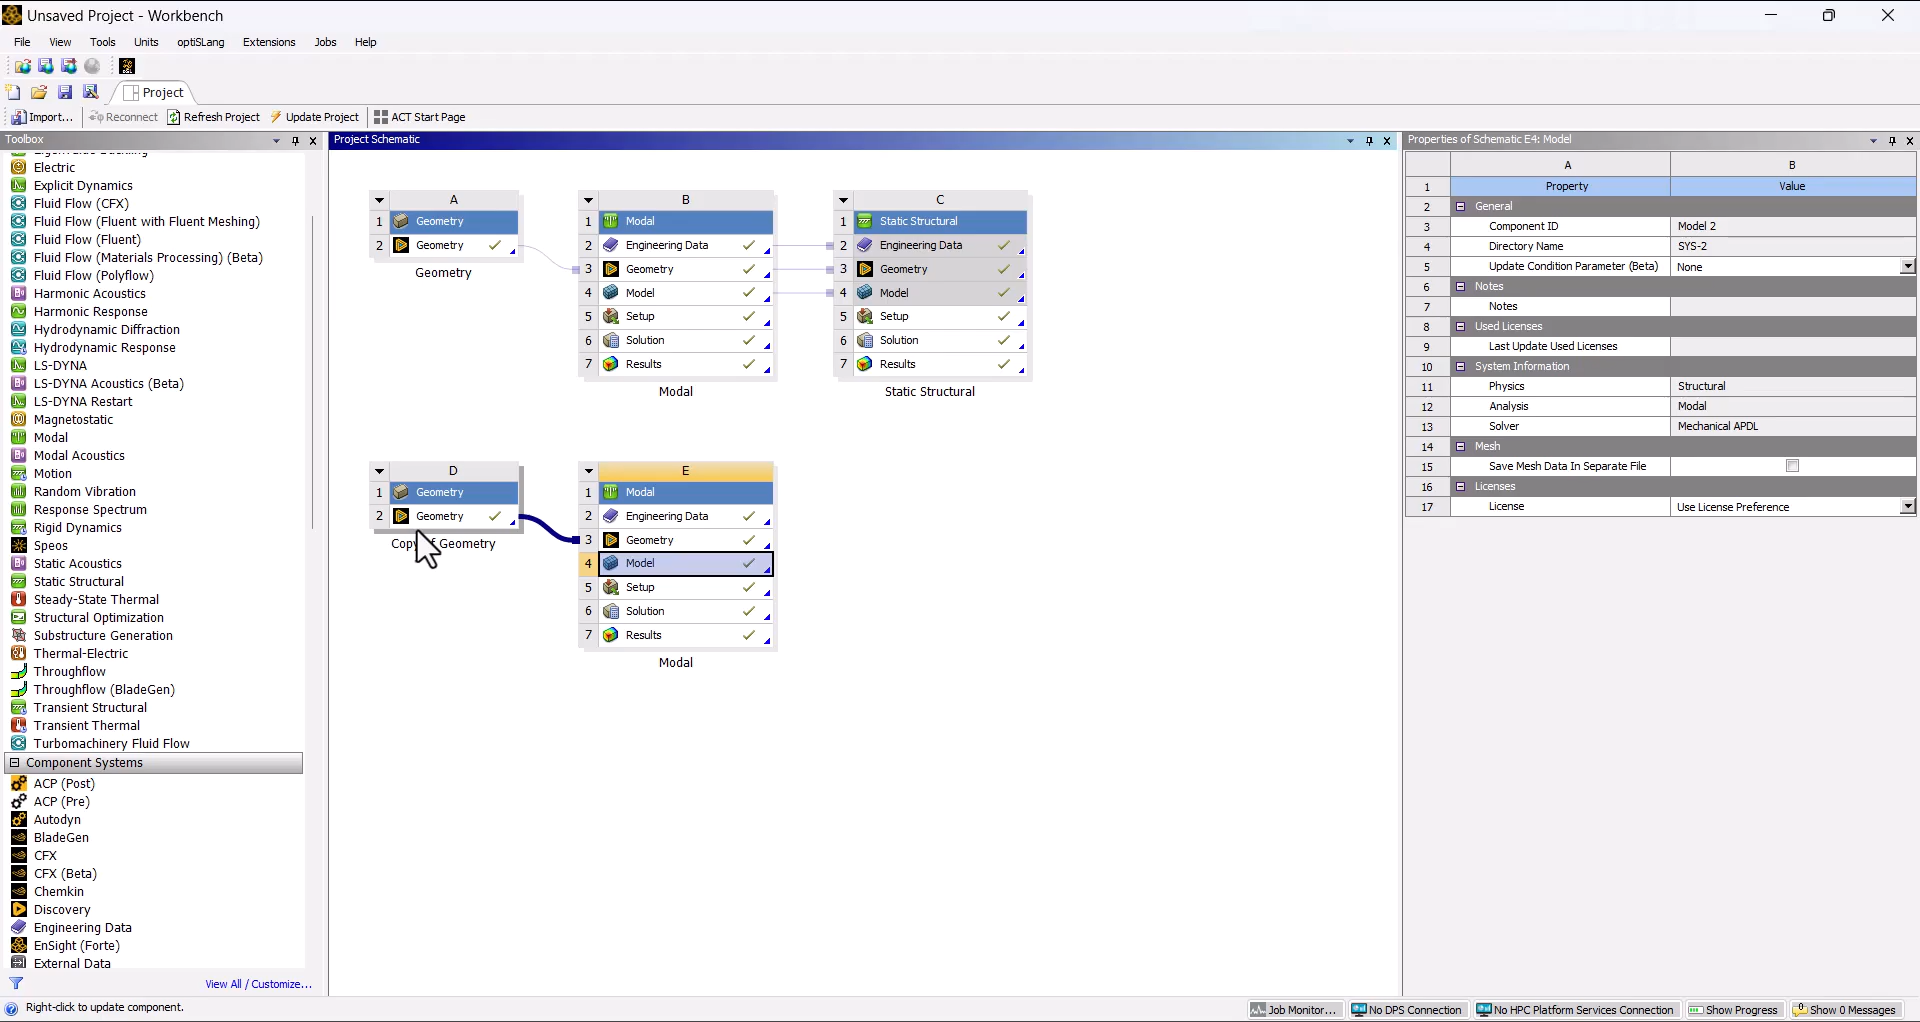 Unsaved Project - Workbench
File View Tools Units optiSLang Extensions Jobs Help
Project
Import... Reconnect Refresh Project Update Project ACT Start Page
Toolbox
Electric
Explicit Dynamics
Fluid Flow (CFX)
Fluid Flow (Fluent with Fluent Meshing)
Fluid Flow (Fluent)
Fluid Flow (Materials Processing) (Beta)
Fluid Flow (Polyflow)
Harmonic Acoustics
Harmonic Response
Hydrodynamic Diffraction
Hydrodynamic Response
LS-DYNA
LS-DYNA Acoustics (Beta)
LS-DYNA Restart
Magnetostatic
Modal
Modal Acoustics
Motion
Random Vibration
Response Spectrum
Rigid Dynamics
Speos
Static Acoustics
Static Structural
Steady-State Thermal
Structural Optimization
Substructure Generation
Thermal-Electric
Throughflow
Throughflow (BladeGen)
Transient Structural
Transient Thermal
Turbomachinery Fluid Flow
Component Systems
ACP (Post)
ACP (Pre)
Autodyn
BladeGen
CFX
CFX (Beta)
Chemkin
Discovery
Engineering Data
EnSight (Forte)
External Data
View All / Customize...
Project Schematic
A
1 Geometry
2 Geometry
Geometry
B
1 Modal
2 Engineering Data
3 Geometry
4 Model
5 Setup
6 Solution
7 Results
Modal
C
1 Static Structural
2 Engineering Data
3 Geometry
4 Model
5 Setup
6 Solution
7 Results
Static Structural
D
1 Geometry
2 Geometry
Geometry
E
1 Modal
2 Engineering Data
3 Geometry
4 Model
5 Setup
6 Solution
7 Results
Modal
Properties of Schematic E4: Model
A B
1 Property Value
2 General
3 Component ID Model 2
4 Directory Name SYS-2
5 Update Condition Parameter (Beta) None
6 Notes
7 Notes
8 Used Licenses
9 Last Update Used Licenses
10 System Information
11 Physics Structural
12 Analysis Modal
13 Solver Mechanical APDL
14 Mesh
15 Save Mesh Data In Separate File
16 Licenses
17 License Use License Preference
Right-click to update component.
Job Monitor... No DPS Connection No HPC Platform Services Connection Show Progress Show 0 Messages